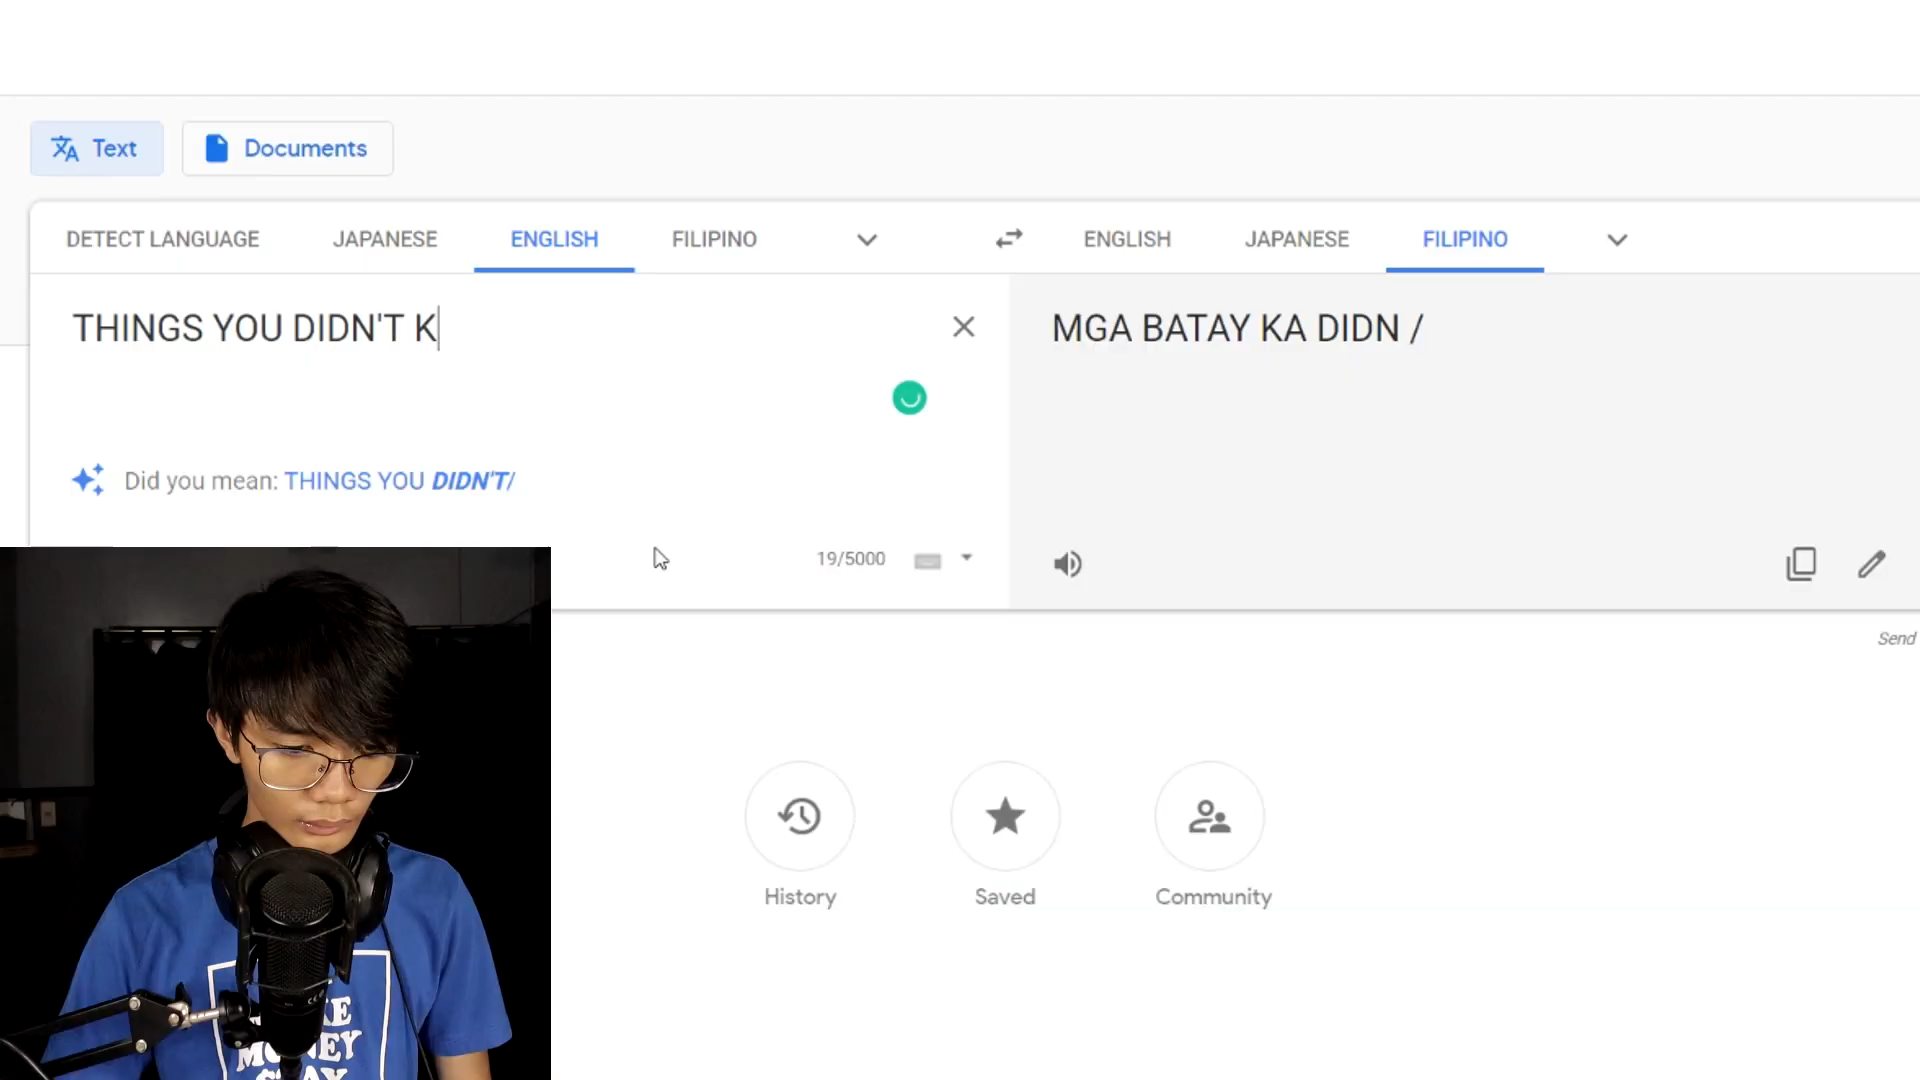 Text
Documents
DETECT LANGUAGE
JAPANESE
ENGLISH
FILIPINO
ENGLISH
JAPANESE
FILIPINO
THINGS YOU DIDN'T K
MGA BATAY KA DIDN /
Did you mean: THINGS YOU DIDN'T/
19/5000
Send
History
Saved
Community
MONEY